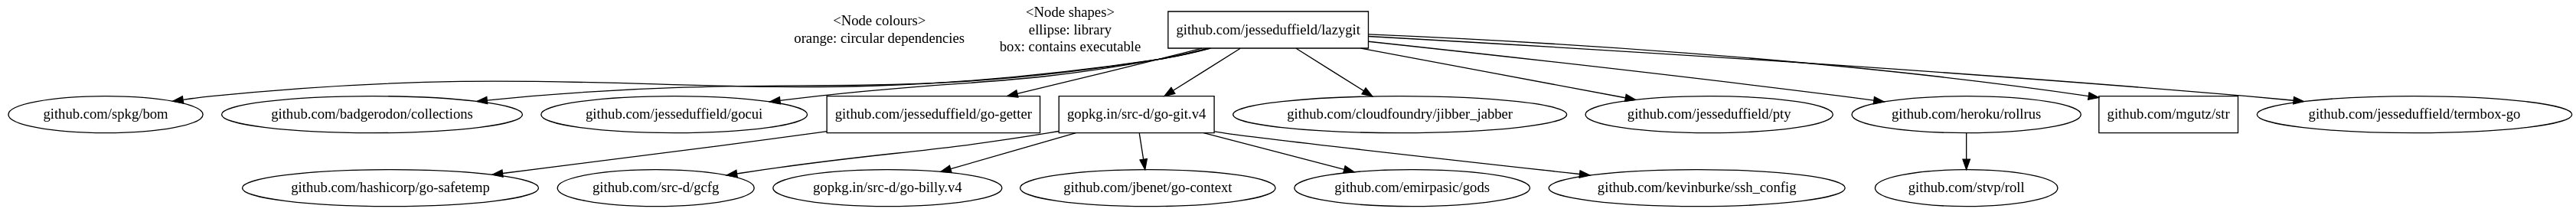 <Node colours>
orange: circular dependencies
<Node shapes>
ellipse: library
box: contains executable
github.com/jesseduffield/lazygit
github.com/spkg/bom
github.com/badgerodon/collections
github.com/jesseduffield/gocui
github.com/jesseduffield/go-getter
gopkg.in/src-d/go-git.v4
github.com/cloudfoundry/jibber_jabber
github.com/jesseduffield/pty
github.com/heroku/rollrus
github.com/mgutz/str
github.com/jesseduffield/termbox-go
github.com/hashicorp/go-safetemp
github.com/src-d/gcfg
gopkg.in/src-d/go-billy.v4
github.com/jbenet/go-context
github.com/emirpasic/gods
github.com/kevinburke/ssh_config
github.com/stvp/roll